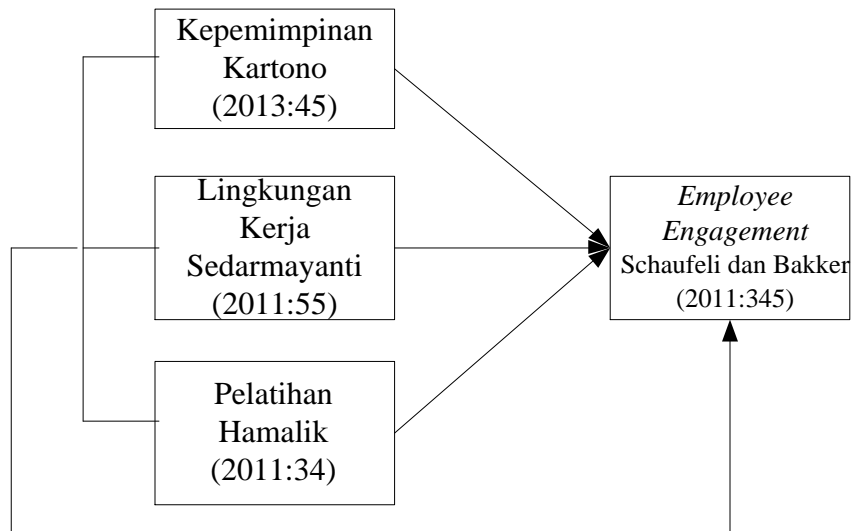 Kepemimpinan
Kartono
(2013:45)
Lingkungan
Kerja
Sedarmayanti
(2011:55)
Pelatihan
Hamalik
(2011:34)
Employee
Engagement
Schaufeli dan Bakker
(2011:345)